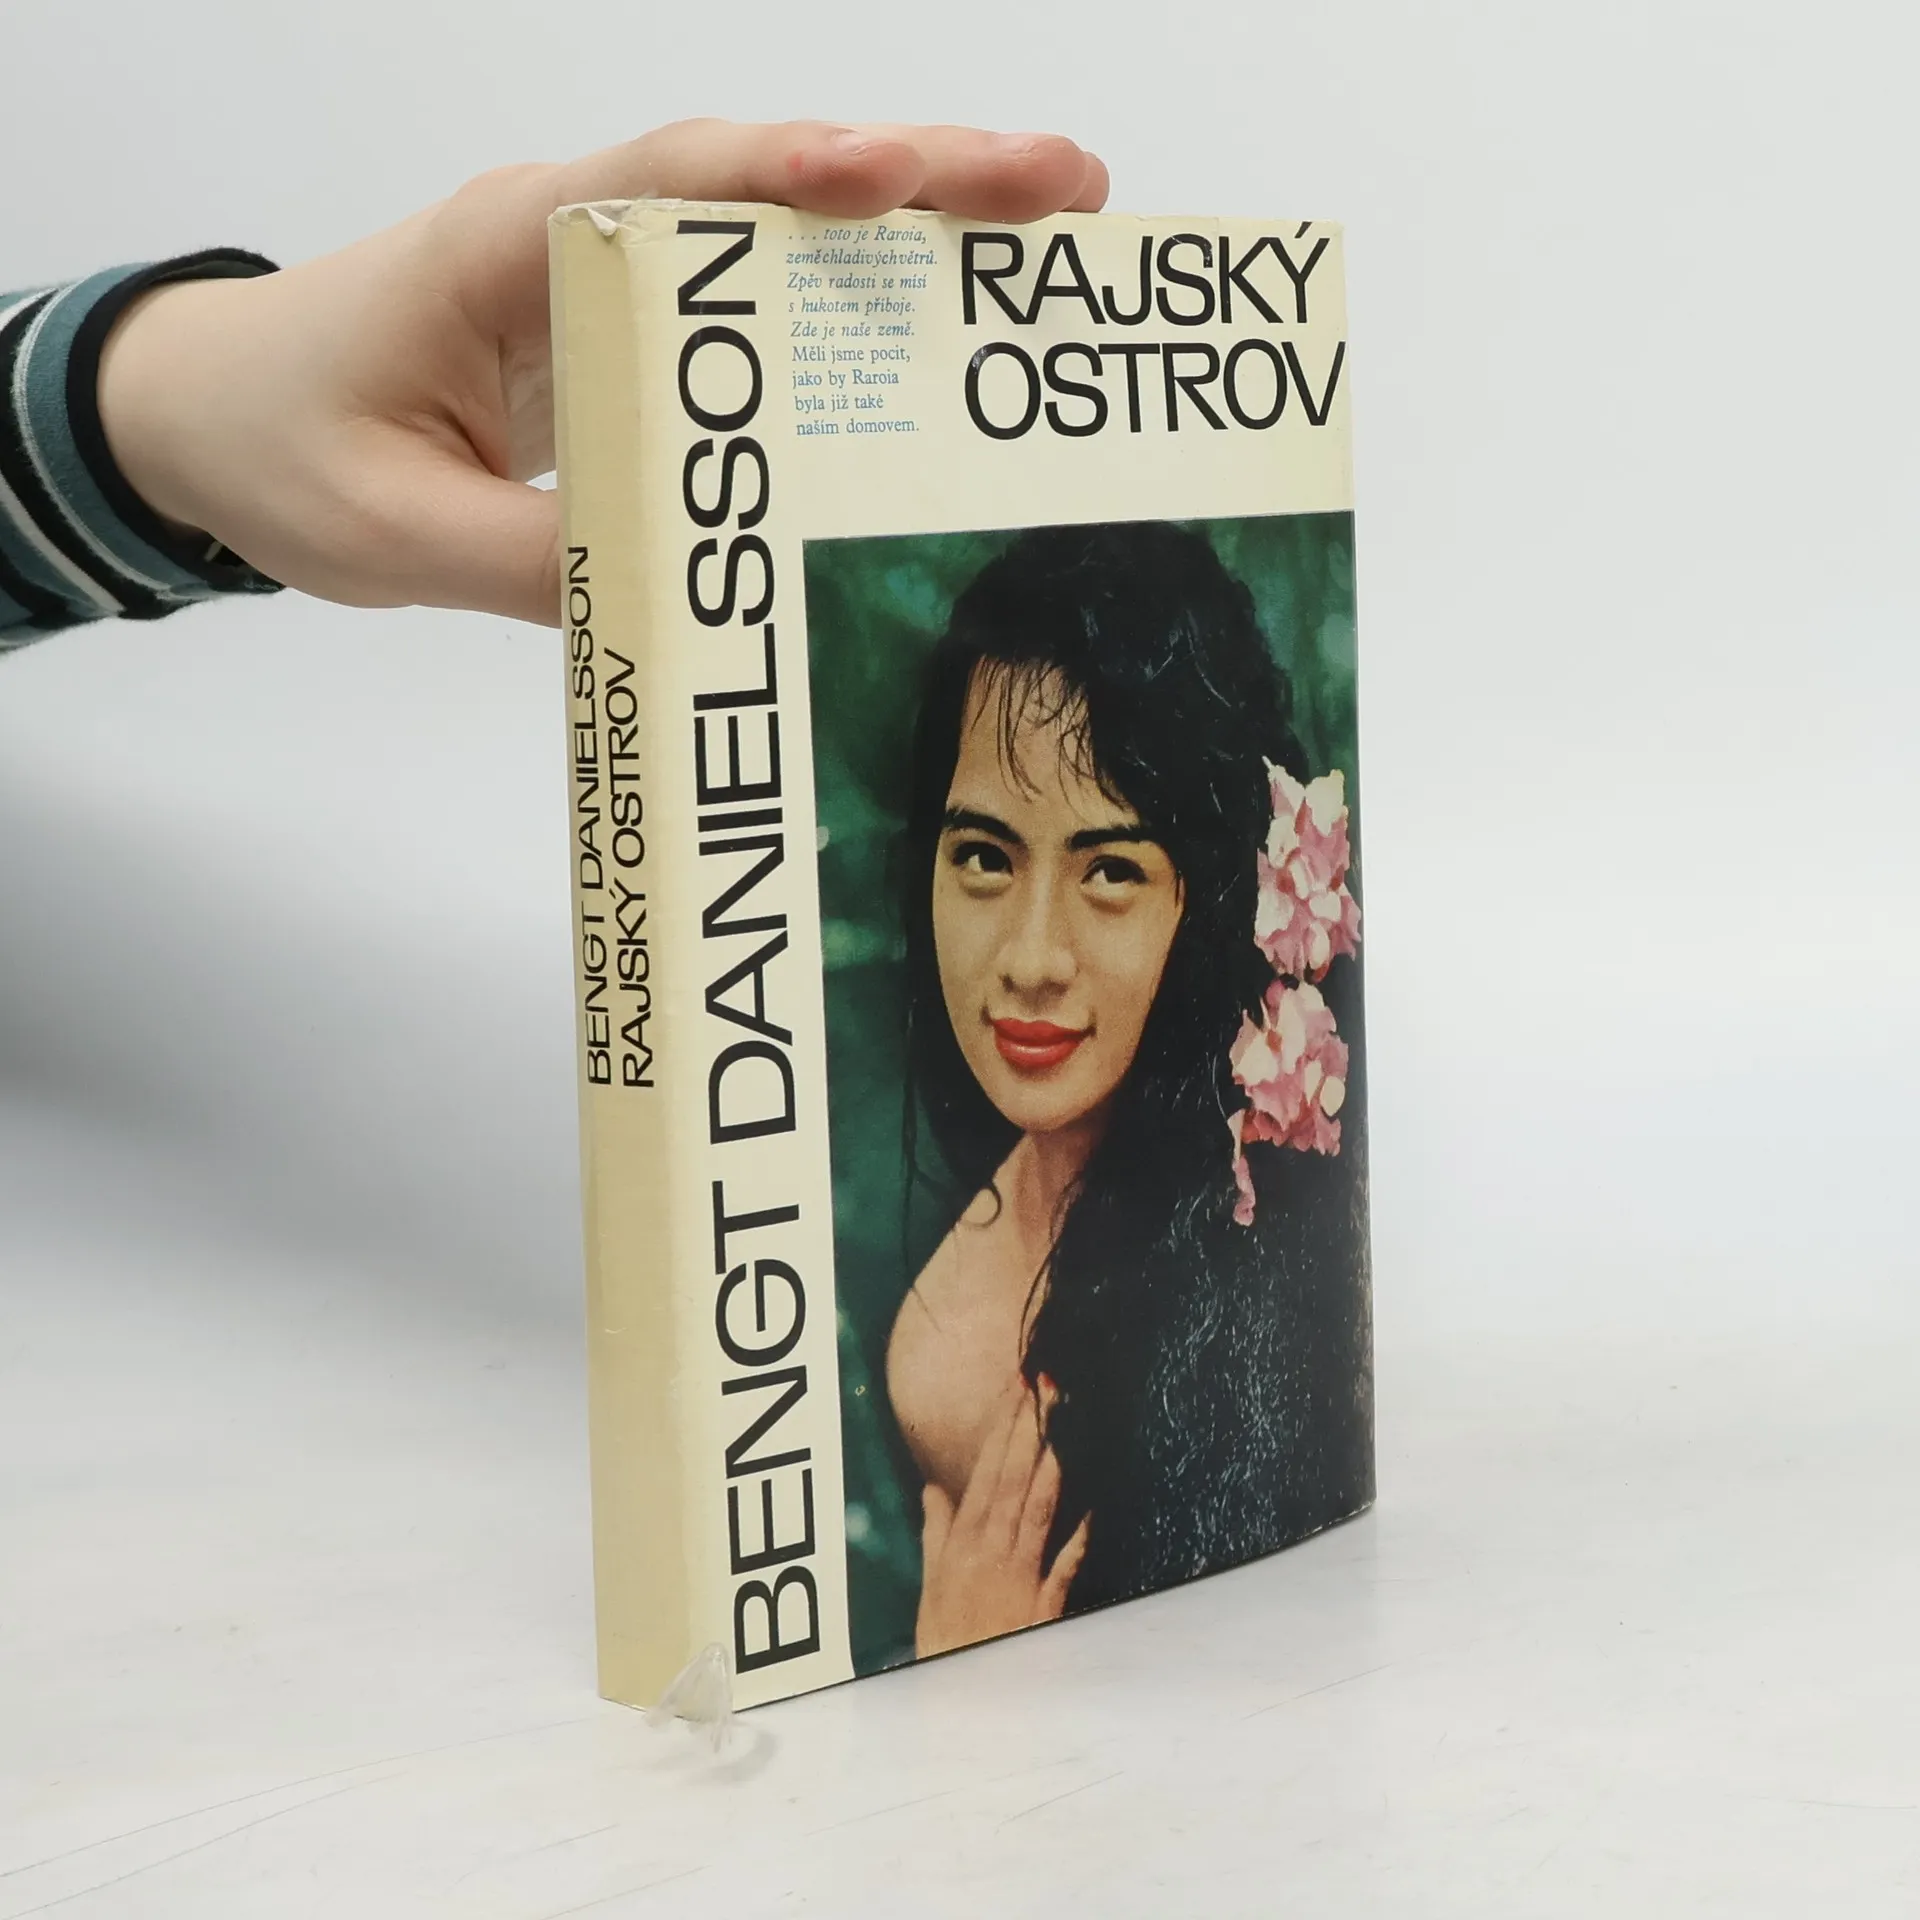 BENGT DANIELSSON
RAJSKÝ OSTROV
BENGT DANIELSSON
. . . toto je Raroia,
země chladivých větrů.
Zpěv radosti se mísí
s hukotem příboje.
Zde je naše země.
Měli jsme pocit,
jako by Raroia
byla již také
naším domovem.
RAJSKÝ
OSTROV